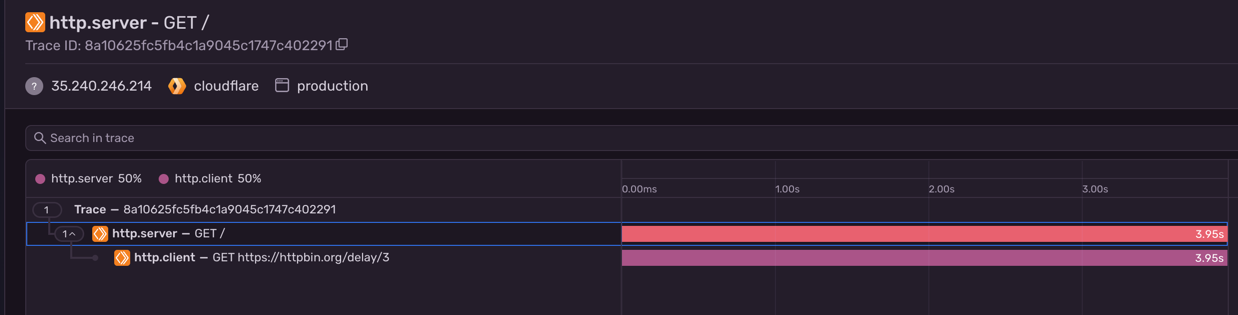 http.server - GET /
Trace ID: 8a10625fc5fb4c1a9045c1747c402291
? 35.240.246.214 cloudflare production
Search in trace
http.server 50% http.client 50%
0.00ms 1.00s 2.00s 3.00s
1 Trace — 8a10625fc5fb4c1a9045c1747c402291
1 http.server — GET / 3.95s
http.client — GET https://httpbin.org/delay/3 3.95s